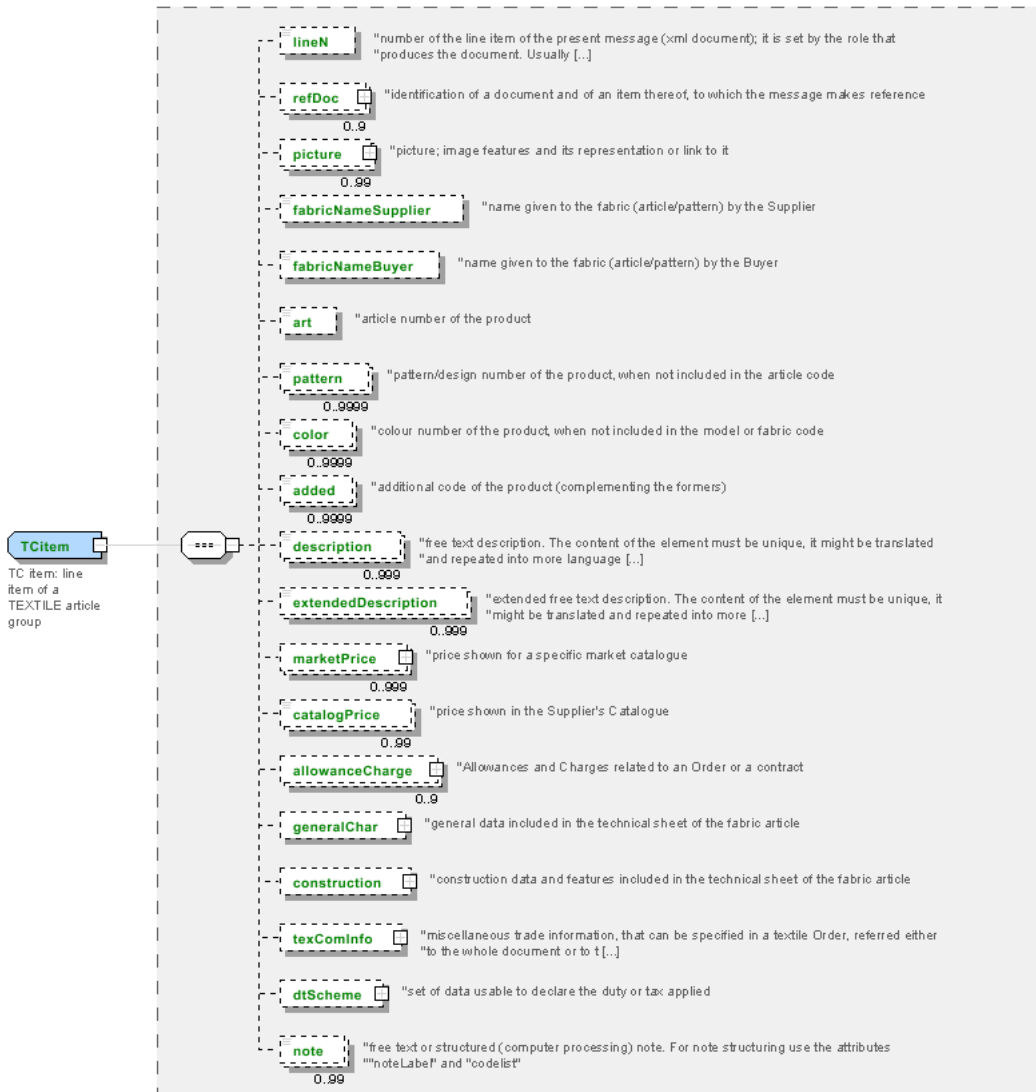 lineN
"number of the line item of the present message (xml document); it is set by the role that
"produces the document. Usually [...]
refDoc
"identification of a document and of an item thereof, to which the message makes reference
0..9
picture
"picture; image features and its representation or link to it
0..99
fabricNameSupplier
"name given to the fabric (article/pattern) by the Supplier
fabricNameBuyer
"name given to the fabric (article/pattern) by the Buyer
art
"article number of the product
pattern
"pattern/design number of the product, when not included in the article code
0..9999
color
"colour number of the product, when not included in the model or fabric code
0..9999
added
"additional code of the product (complementing the formers)
0..9999
TCitem
TC item: line
item of a
TEXTILE article
group
description
"free text description. The content of the element must be unique, it might be translated
"and repeated into more language [...]
0..999
extendedDescription
"extended free text description. The content of the element must be unique, it
"might be translated and repeated into more [...]
0..999
marketPrice
"price shown for a specific market catalogue
0..999
catalogPrice
"price shown in the Supplier's Catalogue
0..99
allowanceCharge
"Allowances and Charges related to an Order or a contract
0..9
generalChar
"general data included in the technical sheet of the fabric article
construction
"construction data and features included in the technical sheet of the fabric article
texComInfo
"miscellaneous trade information, that can be specified in a textile Order, referred either
"to the whole document or to t [...]
dtScheme
"set of data usable to declare the duty or tax applied
note
"free text or structured (computer processing) note. For note structuring use the attributes
""noteLabel" and "codelist"
0..99